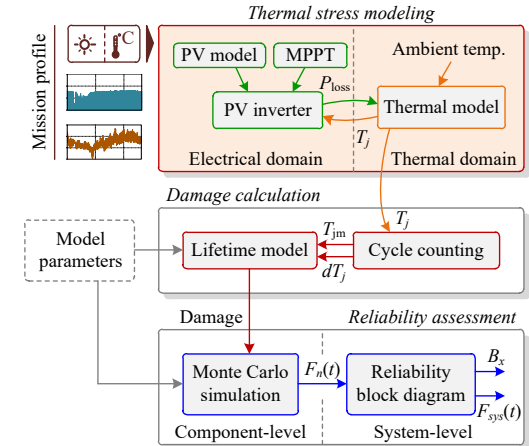 Thermal stress modeling
Mission profile
°C
PV model
MPPT
Ambient temp.
P_loss
PV inverter
Thermal model
T_j
Electrical domain
Thermal domain
Damage calculation
T_j
Model
parameters
T_jm
Lifetime model
Cycle counting
dT_j
Damage
Reliability assessment
Monte Carlo
simulation
F_n(t)
Reliability
block diagram
B_x
F_sys(t)
Component-level
System-level